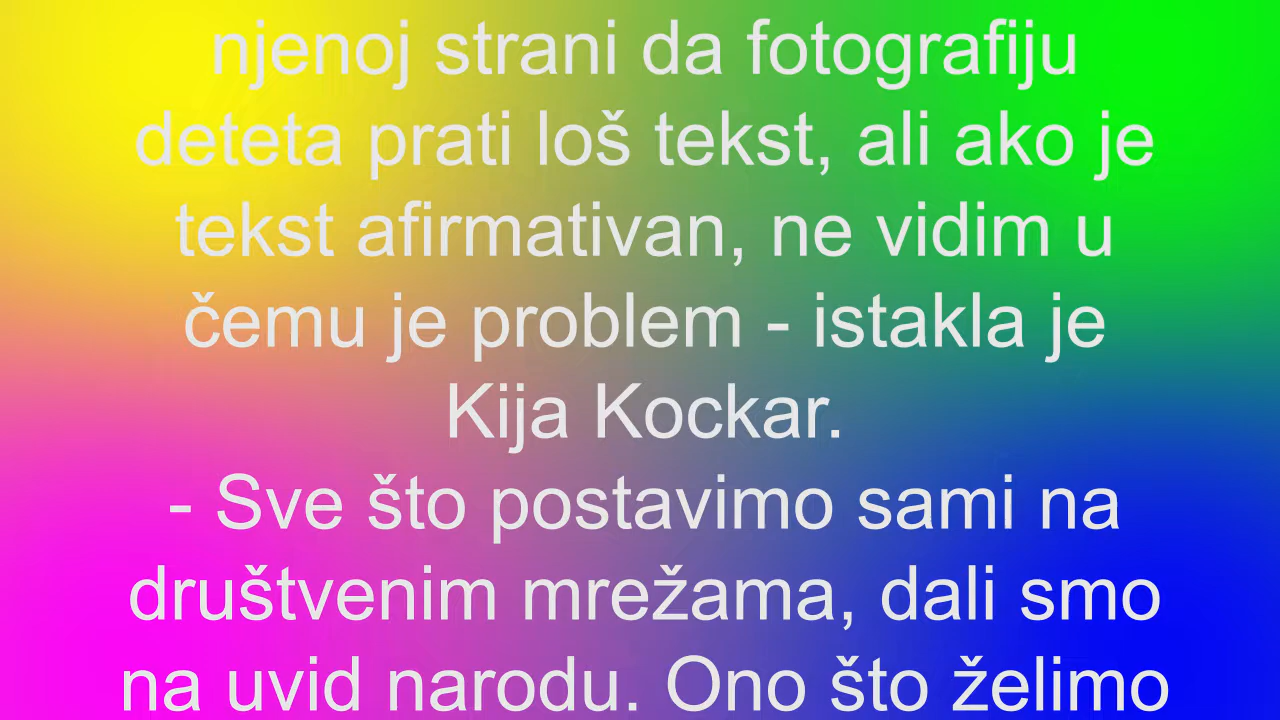 njenoj strani da fotografiju
deteta prati loš tekst, ali ako je
tekst afirmativan, ne vidim u
čemu je problem - istakla je
Kija Kockar.
- Sve što postavimo sami na
društvenim mrežama, dali smo
na uvid narodu. Ono što želimo